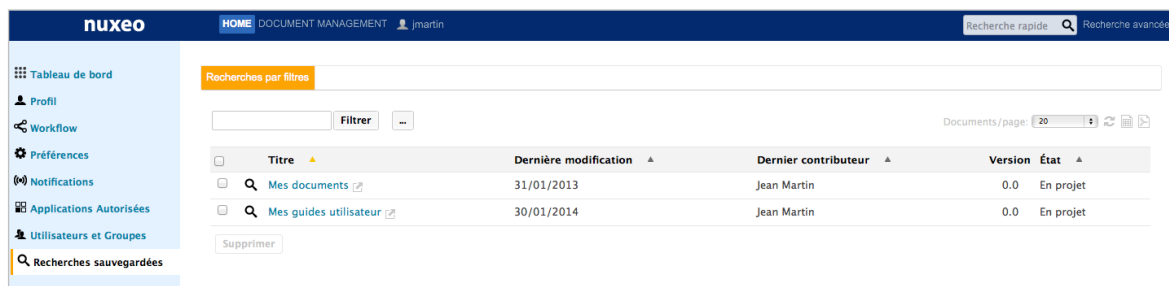 nuxeo
HOME DOCUMENT MANAGEMENT jmartin
Recherche rapide Recherche avancée
Tableau de bord
Profil
Workflow
Préférences
Notifications
Applications Autorisées
Utilisateurs et Groupes
Recherches sauvegardées
Recherches par filtres
Filtrer ...
Documents/page: 20
Titre Dernière modification Dernier contributeur Version État
Mes documents 31/01/2013 Jean Martin 0.0 En projet
Mes guides utilisateur 30/01/2014 Jean Martin 0.0 En projet
Supprimer